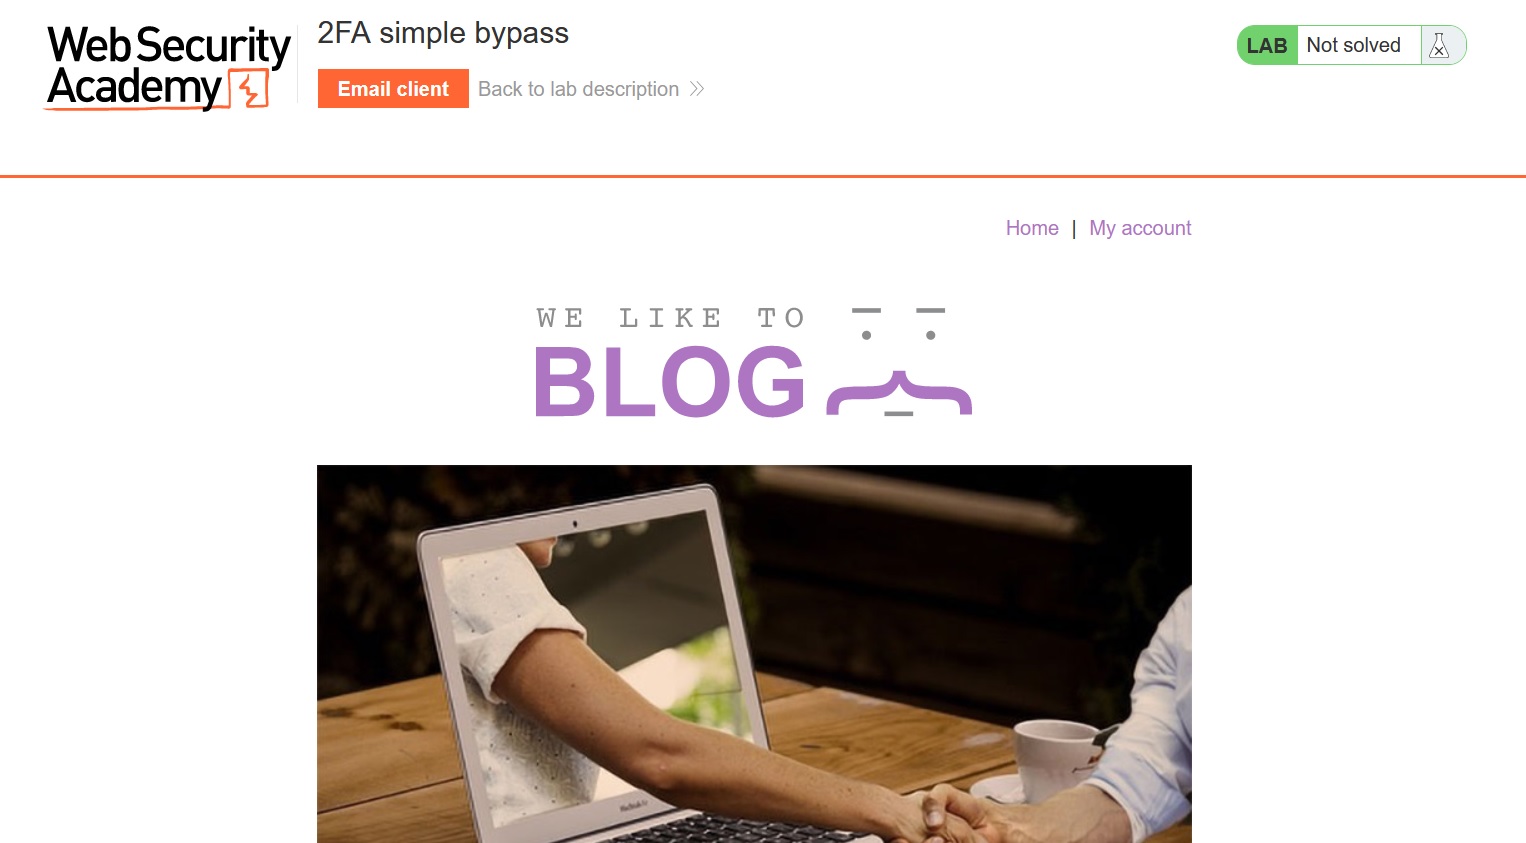 Web Security
Academy
2FA simple bypass
Email client
Back to lab description
LAB
Not solved
Home | My account
WE LIKE TO
BLOG